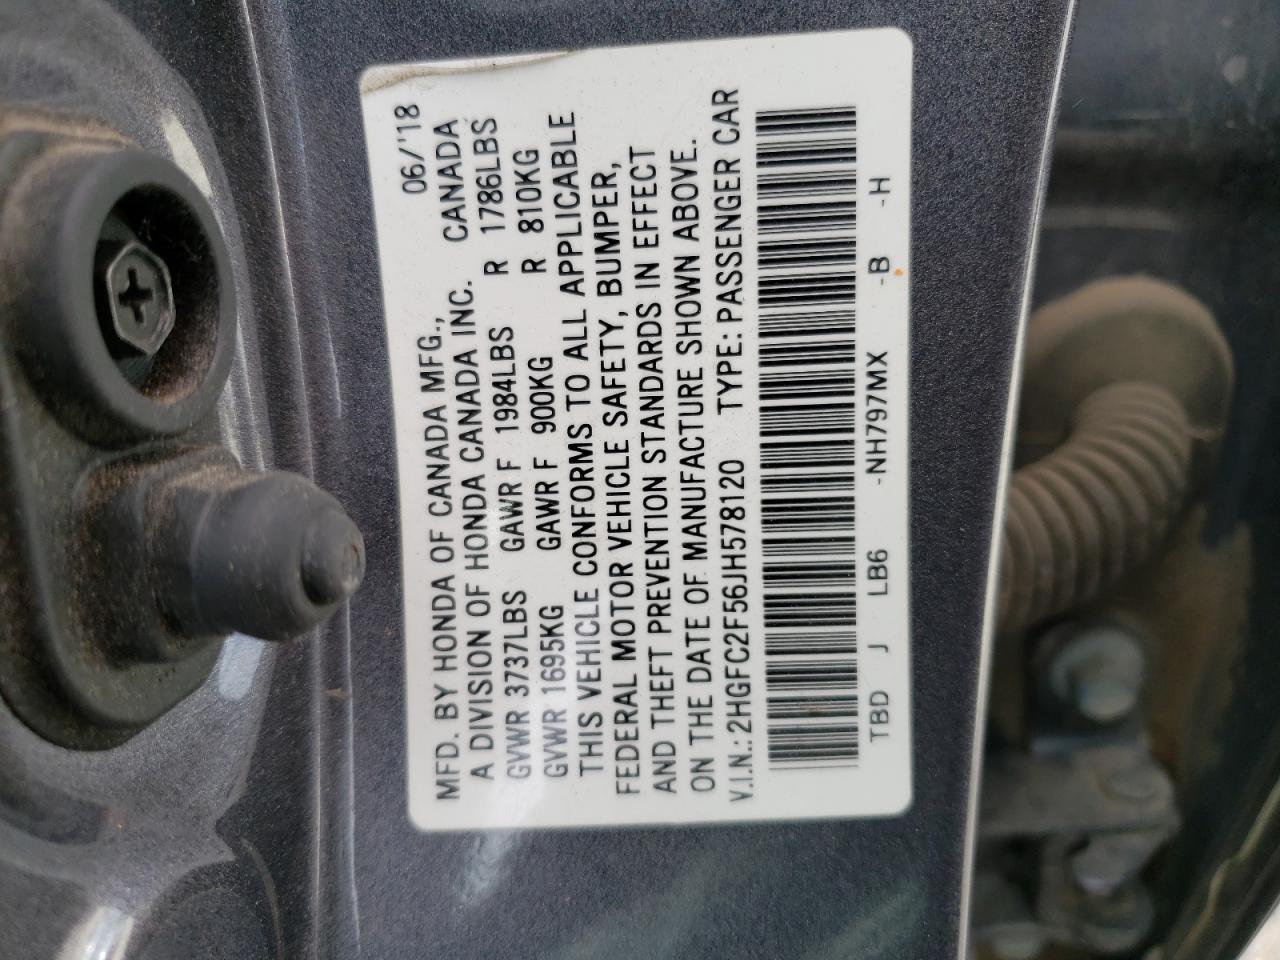 MFD. BY HONDA OF CANADA MFG., 06/'18
A DIVISION OF HONDA CANADA INC. CANADA
GVWR 3737LBS GAWR F 1984LBS R 1786LBS
GVWR 1695KG GAWR F 900KG R 810KG
THIS VEHICLE CONFORMS TO ALL APPLICABLE
FEDERAL MOTOR VEHICLE SAFETY, BUMPER,
AND THEFT PREVENTION STANDARDS IN EFFECT
ON THE DATE OF MANUFACTURE SHOWN ABOVE.
V.I.N.: 2HGFC2F56JH578120 TYPE: PASSENGER CAR
TBD J LB6 -NH797MX -B -H